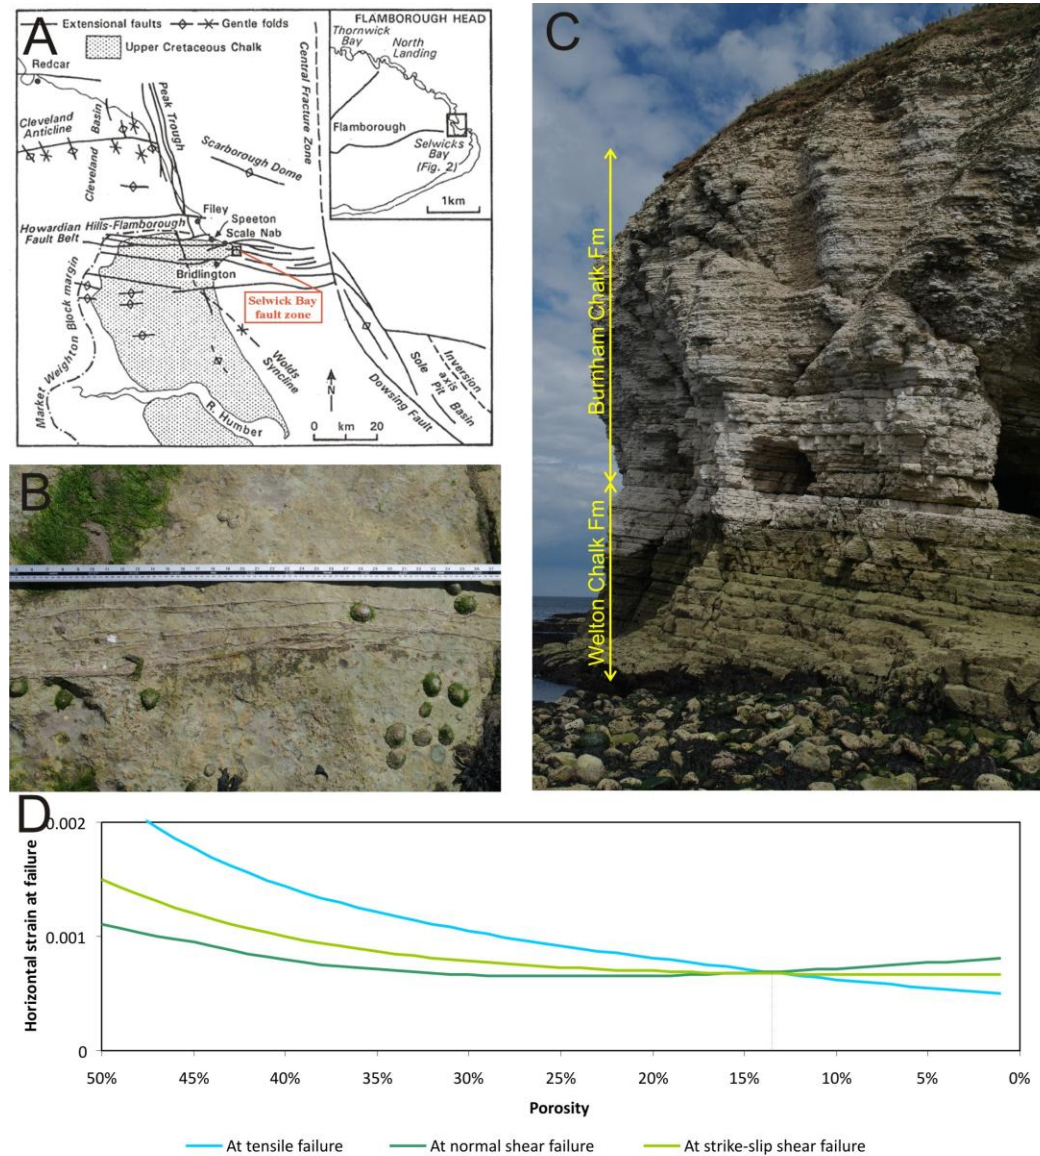 A
Extensional faults
Gentle folds
Upper Cretaceous Chalk
Redcar
Cleveland
Anticline
Cleveland Basin
Peak Trough
Central Fracture Zone
Scarborough Dome
Filey
Speeton
Scale Nab
Howardian Hills-Flamborough
Fault Belt
Bridlington
Selwick Bay
fault zone
Market Weighton Block margin
Wolds
Syncline
R. Humber
N
0 km 20
Dowsing Fault
Sole Pit Basin
Inversion axis
FLAMBOROUGH HEAD
Thornwick
Bay
North
Landing
Flamborough
Selwicks
Bay
(Fig. 2)
1km
B
C
Burnham Chalk Fm
Welton Chalk Fm
D
Horizontal strain at failure
0.002
0.001
0
50% 45% 40% 35% 30% 25% 20% 15% 10% 5% 0%
Porosity
At tensile failure At normal shear failure At strike-slip shear failure